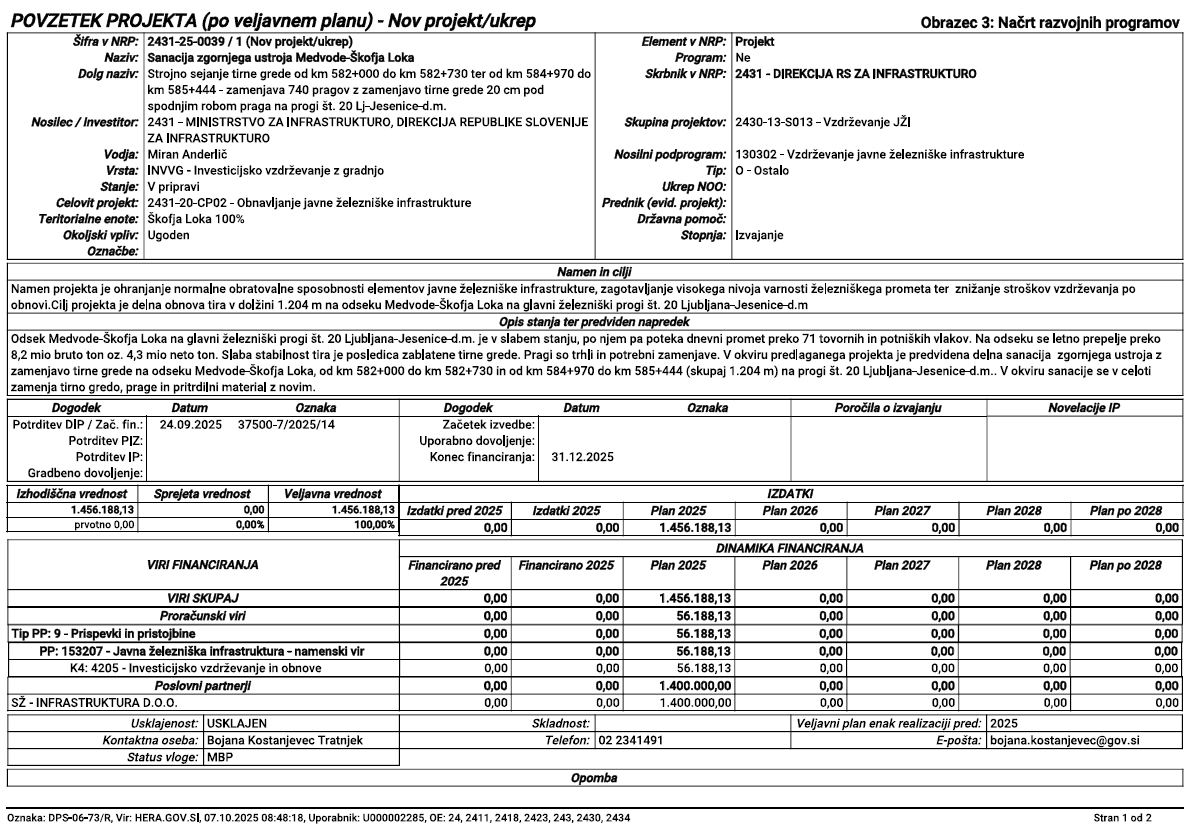 POVZETEK PROJEKTA (po veljavnem planu) - Nov projekt/ukrep
Obrazec 3: Načrt razvojnih programov
Šifra v NRP: 2431-25-0039 / 1 (Nov projekt/ukrep)
Element v NRP: Projekt
Naziv: Sanacija zgornjega ustroja Medvode-Škofja Loka
Program: Ne
Dolg naziv: Strojno sejanje tirne grede od km 582+000 do km 582+730 ter od km 584+970 do
km 585+444 - zamenjava 740 pragov z zamenjavo tirne grede 20 cm pod
spodnjim robom praga na progi št. 20 Lj-Jesenice-d.m.
Skrbnik v NRP: 2431 - DIREKCIJA RS ZA INFRASTRUKTURO
Nosilec / Investitor: 2431 - MINISTRSTVO ZA INFRASTRUKTURO, DIREKCIJA REPUBLIKE SLOVENIJE
ZA INFRASTRUKTURO
Skupina projektov: 2430-13-S013 - Vzdrževanje JŽI
Vodja: Miran Anderlič
Nosilni podprogram: 130302 - Vzdrževanje javne železniške infrastrukture
Vrsta: INVVG - Investicijsko vzdrževanje z gradnjo
Tip: O - Ostalo
Stanje: V pripravi
Ukrep NOO:
Celovit projekt: 2431-20-CP02 - Obnavljanje javne železniške infrastrukture
Prednik (evid. projekt):
Teritorialne enote: Škofja Loka 100%
Državna pomoč:
Okoljski vpliv: Ugoden
Stopnja: Izvajanje
Označbe:
Namen in cilji
Namen projekta je ohranjanje normalne obratovalne sposobnosti elementov javne železniške infrastrukture, zagotavljanje visokega nivoja varnosti železniškega prometa ter znižanje stroškov vzdrževanja po
obnovi.Cilj projekta je delna obnova tira v dolžini 1.204 m na odseku Medvode-Škofja Loka na glavni železniški progi št. 20 Ljubljana-Jesenice-d.m
Opis stanja ter predviden napredek
Odsek Medvode-Škofja Loka na glavni železniški progi št. 20 Ljubljana-Jesenice-d.m. je v slabem stanju, po njem pa poteka dnevni promet preko 71 tovornih in potniških vlakov. Na odseku se letno prepelje preko
8,2 mio bruto ton oz. 4,3 mio neto ton. Slaba stabilnost tira je posledica zablatene tirne grede. Pragi so trhli in potrebni zamenjave. V okviru predlaganega projekta je predvidena delna sanacija zgornjega ustroja z
zamenjavo tirne grede na odseku Medvode-Škofja Loka, od km 582+000 do km 582+730 in od km 584+970 do km 585+444 (skupaj 1.204 m) na progi št. 20 Ljubljana-Jesenice-d.m.. V okviru sanacije se v celoti
zamenja tirno gredo, prage in pritrdilni material z novim.
Dogodek Datum Oznaka Dogodek Datum Oznaka Poročila o izvajanju Novelacije IP
Potrditev DIP / Zač. fin.: 24.09.2025 37500-7/2025/14 Začetek izvedbe:
Potrditev PIZ: Uporabno dovoljenje:
Potrditev IP: Konec financiranja: 31.12.2025
Gradbeno dovoljenje:
Izhodiščna vrednost Sprejeta vrednost Veljavna vrednost IZDATKI
1.456.188,13 0,00 1.456.188,13 Izdatki pred 2025 Izdatki 2025 Plan 2025 Plan 2026 Plan 2027 Plan 2028 Plan po 2028
prvotno 0,00 0,00% 100,00% 0,00 0,00 1.456.188,13 0,00 0,00 0,00 0,00
DINAMIKA FINANCIRANJA
VIRI FINANCIRANJA Financirano pred 2025 Financirano 2025 Plan 2025 Plan 2026 Plan 2027 Plan 2028 Plan po 2028
VIRI SKUPAJ 0,00 0,00 1.456.188,13 0,00 0,00 0,00 0,00
Proračunski viri 0,00 0,00 56.188,13 0,00 0,00 0,00 0,00
Tip PP: 9 - Prispevki in pristojbine 0,00 0,00 56.188,13 0,00 0,00 0,00 0,00
PP: 153207 - Javna železniška infrastruktura - namenski vir 0,00 0,00 56.188,13 0,00 0,00 0,00 0,00
K4: 4205 - Investicijsko vzdrževanje in obnove 0,00 0,00 56.188,13 0,00 0,00 0,00 0,00
Poslovni partnerji 0,00 0,00 1.400.000,00 0,00 0,00 0,00 0,00
SŽ - INFRASTRUKTURA D.O.O. 0,00 0,00 1.400.000,00 0,00 0,00 0,00 0,00
Usklajenost: USKLAJEN Skladnost: Veljavni plan enak realizaciji pred: 2025
Kontaktna oseba: Bojana Kostanjevec Tratnjek Telefon: 02 2341491 E-pošta: bojana.kostanjevec@gov.si
Status vloge: MBP
Opomba
Oznaka: DPS-06-73/R, Vir: HERA.GOV.SI, 07.10.2025 08:48:18, Uporabnik: U000002285, OE: 24, 2411, 2418, 2423, 243, 2430, 2434
Stran 1 od 2